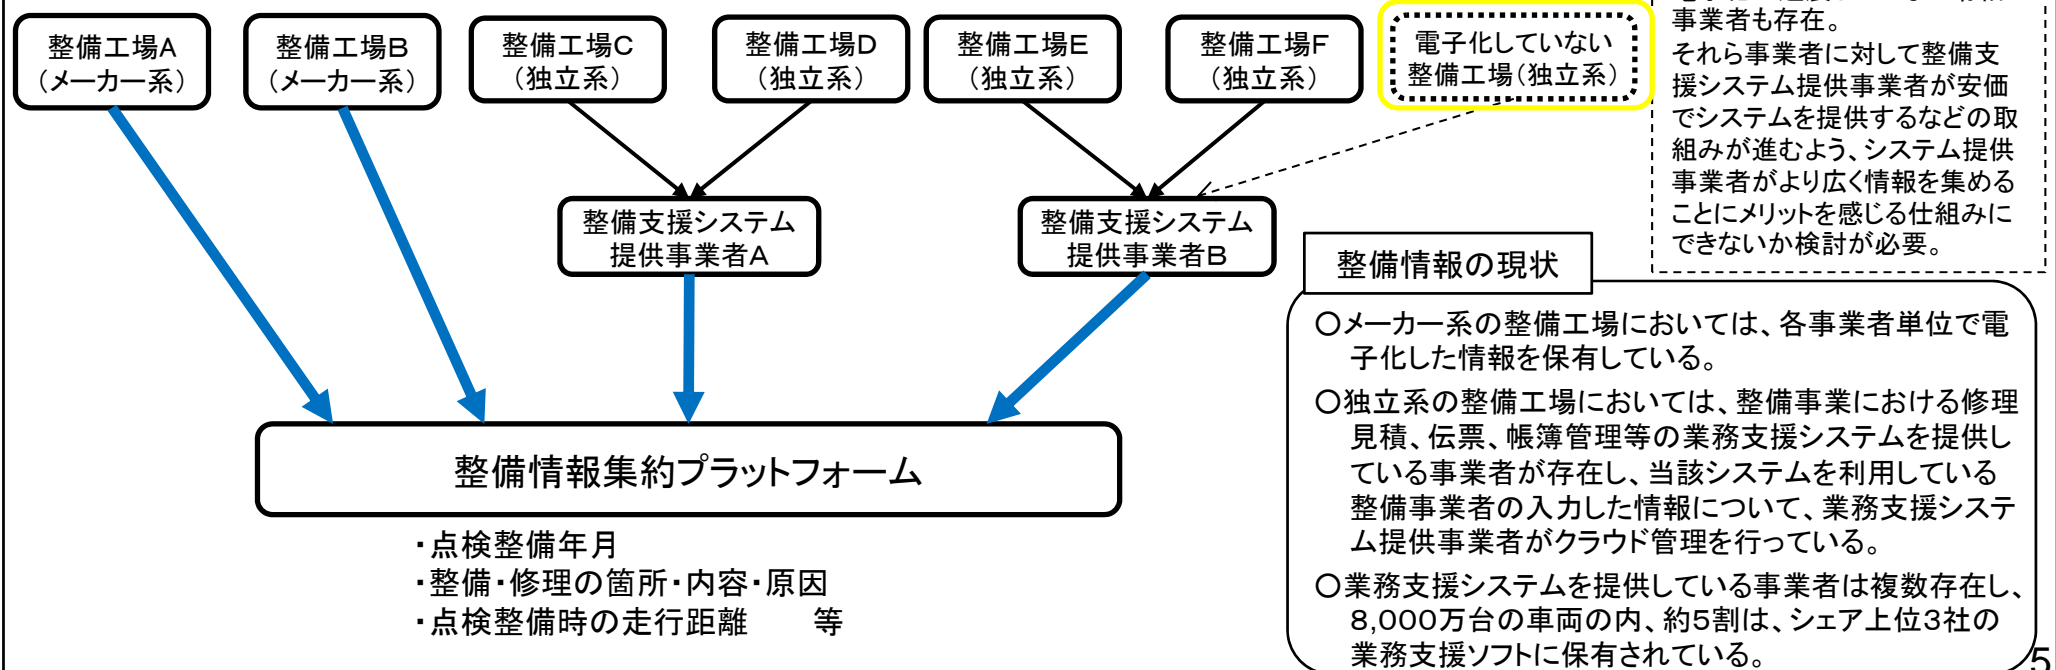 整備工場A
(メーカー系)
整備工場B
(メーカー系)
整備工場C
(独立系)
整備工場D
(独立系)
整備工場E
(独立系)
整備工場F
(独立系)
電子化していない
整備工場(独立系)
事業者も存在。
それら事業者に対して整備支
援システム提供事業者が安価
でシステムを提供するなどの取
組みが進むよう、システム提供
事業者がより広く情報を集める
ことにメリットを感じる仕組みに
できないか検討が必要。
整備支援システム
提供事業者A
整備支援システム
提供事業者B
整備情報集約プラットフォーム
・点検整備年月
・整備・修理の箇所・内容・原因
・点検整備時の走行距離 等
整備情報の現状
○メーカー系の整備工場においては、各事業者単位で電
子化した情報を保有している。
○独立系の整備工場においては、整備事業における修理
見積、伝票、帳簿管理等の業務支援システムを提供し
ている事業者が存在し、当該システムを利用している
整備事業者の入力した情報について、業務支援システ
ム提供事業者がクラウド管理を行っている。
○業務支援システムを提供している事業者は複数存在し、
8,000万台の車両の内、約5割は、シェア上位3社の
業務支援ソフトに保有されている。
5